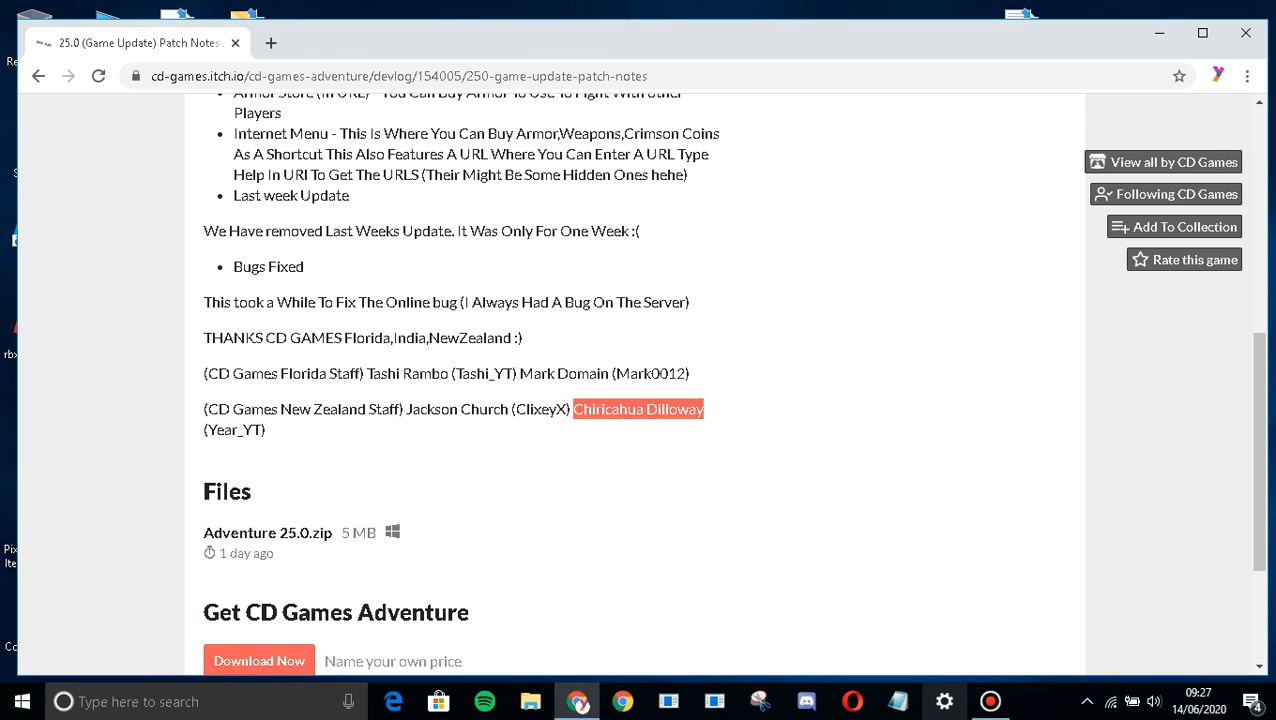 25.0 (Game Update) Patch Notes
cd-games.itch.io/cd-games-adventure/devlog/154005/250-game-update-patch-notes
Players
Internet Menu - This Is Where You Can Buy Armor,Weapons,Crimson Coins
As A Shortcut This Also Features A URL Where You Can Enter A URL Type
Help In URl To Get The URLS (Their Might Be Some Hidden Ones hehe)
Last week Update
We Have removed Last Weeks Update. It Was Only For One Week :(
Bugs Fixed
This took a While To Fix The Online bug (I Always Had A Bug On The Server)
THANKS CD GAMES Florida,India,NewZealand :)
(CD Games Florida Staff) Tashi Rambo (Tashi_YT) Mark Domain (Mark0012)
(CD Games New Zealand Staff) Jackson Church (ClixeyX) Chiricahua Dilloway
(Year_YT)
Files
Adventure 25.0.zip 5 MB
1 day ago
Get CD Games Adventure
Download Now Name your own price
View all by CD Games
Following CD Games
Add To Collection
Rate this game
Type here to search
09:27
14/06/2020
4